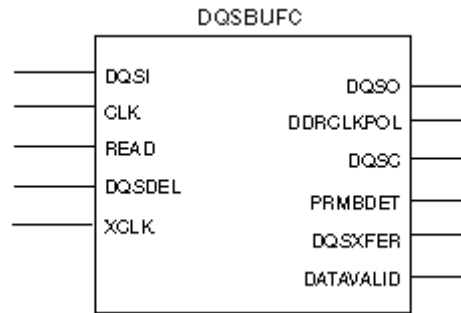 DQSBUFC
DQSI
CLK
READ
DQSDEL
XCLK
DQSO
DDRCLKPOL
DQSC
PRMBDET
DQSXFER
DATAVALID